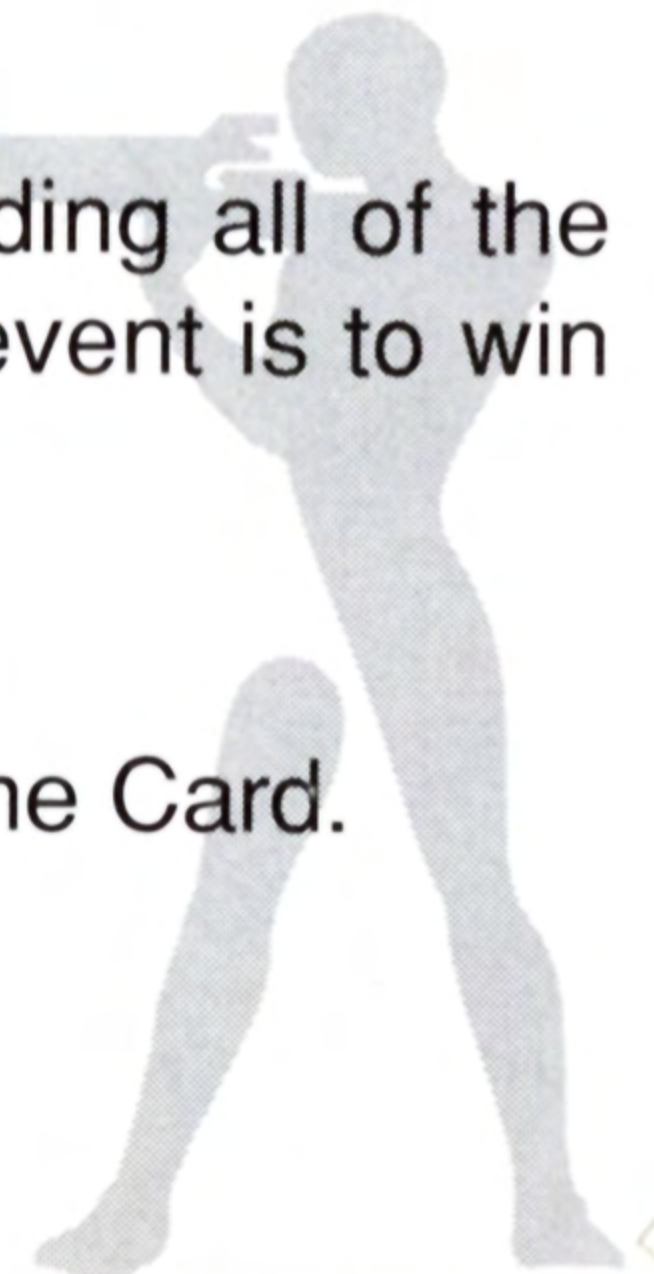 ding all of the
event is to win
ne Card.